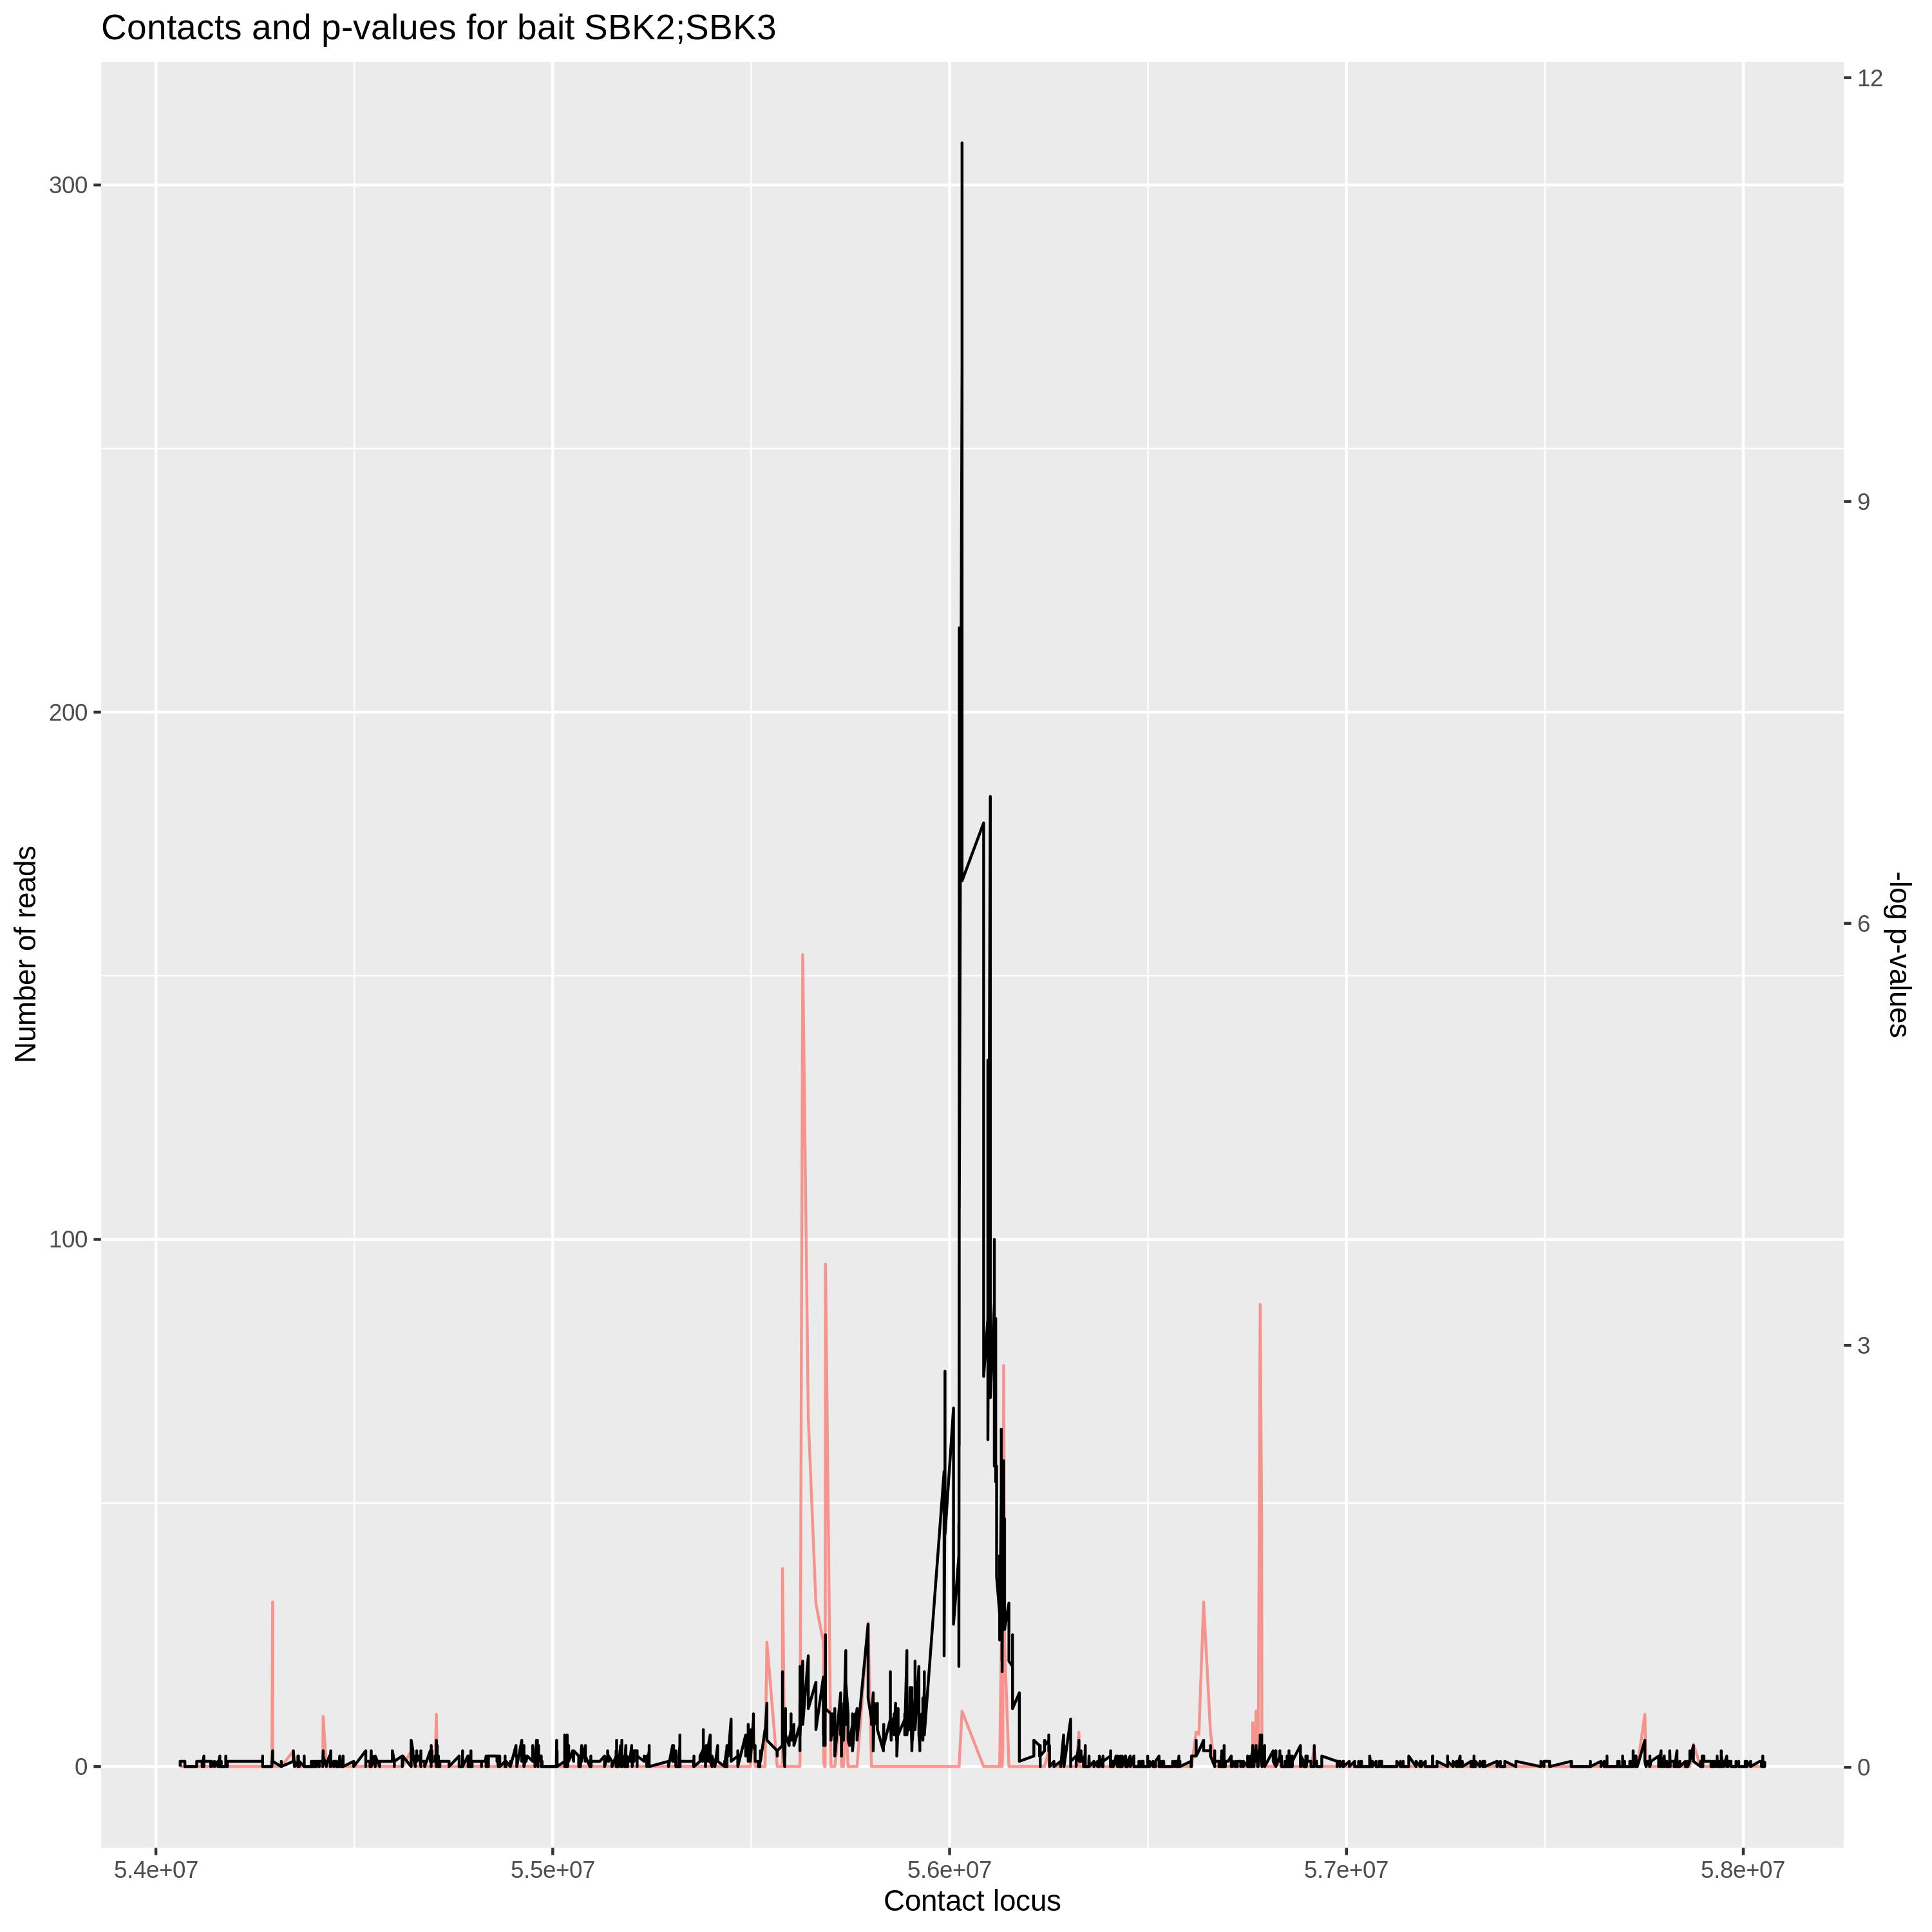 Contacts and p-values for bait SBK2;SBK3
300
200
100
0
Number of reads
12
9
6
3
0
-log p-values
5.4e+07
5.5e+07
5.6e+07
5.7e+07
5.8e+07
Contact locus